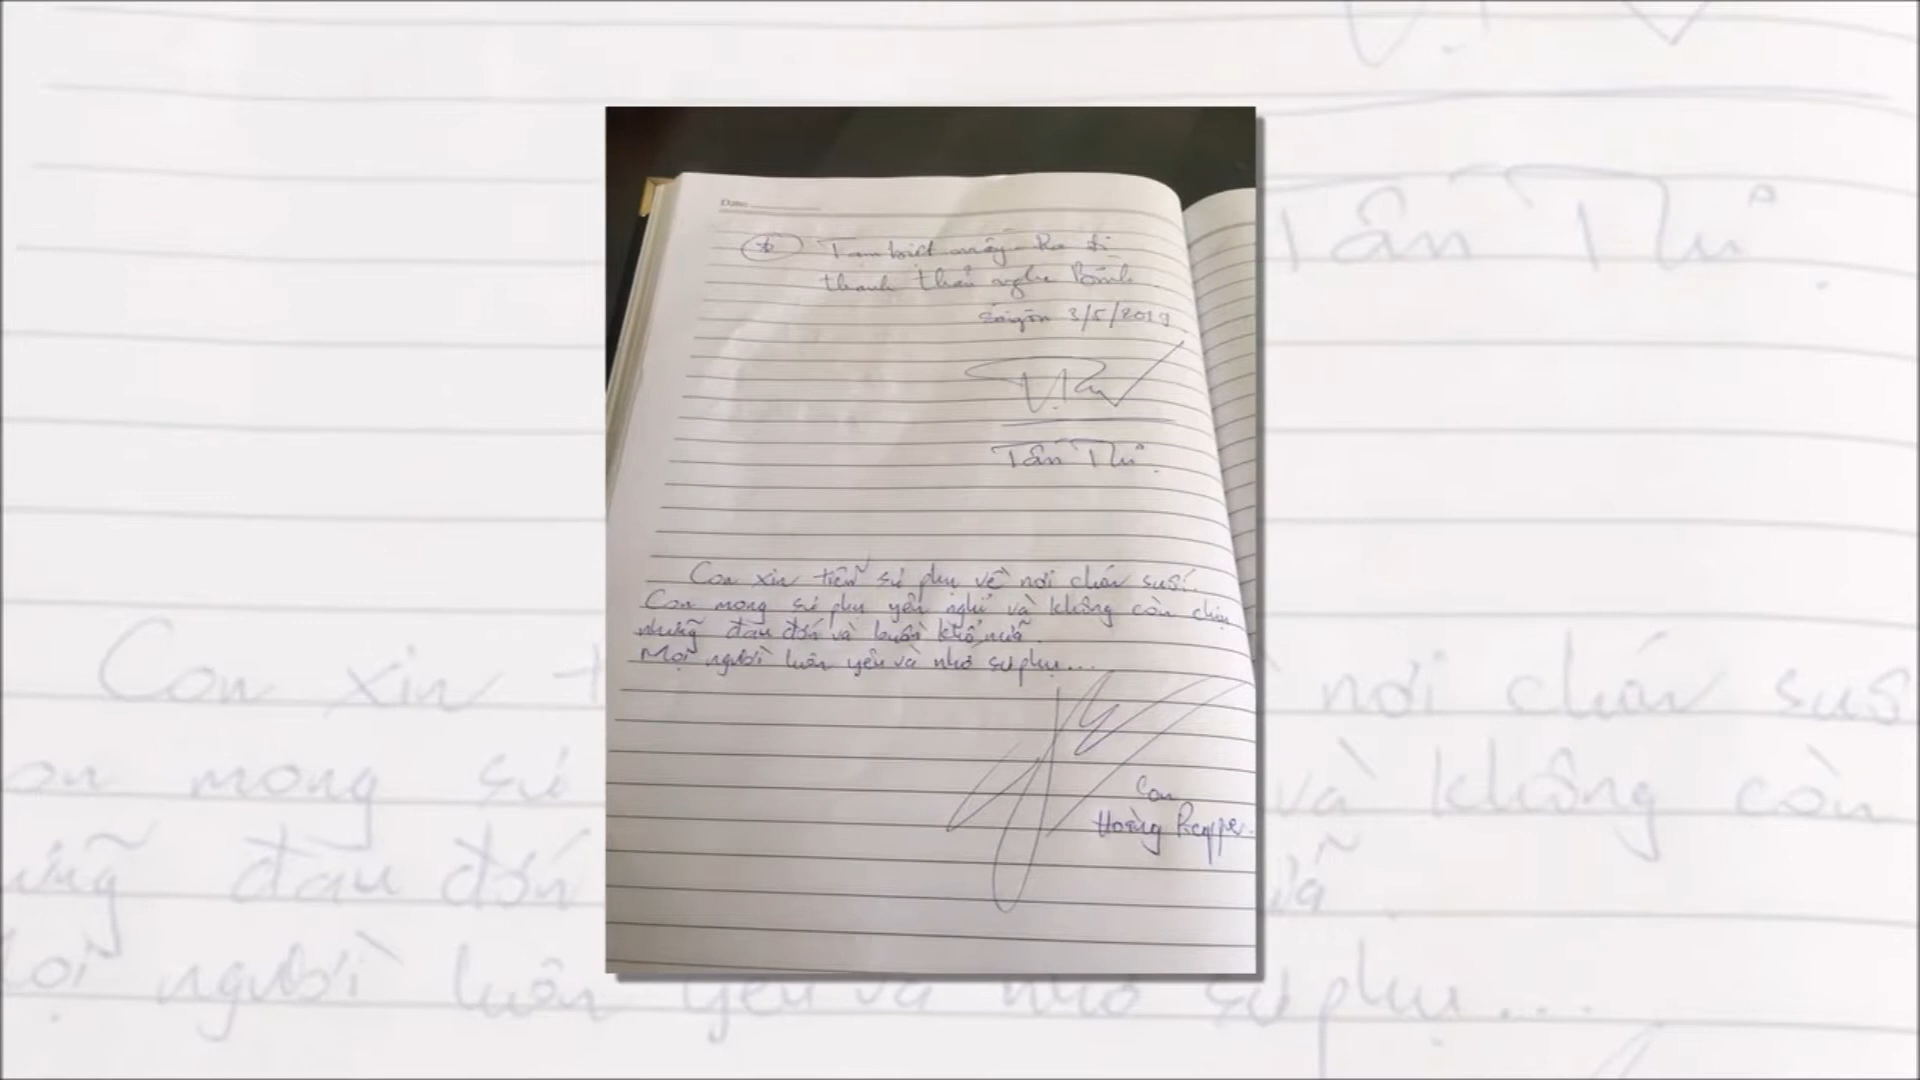 Date:
Tạm biệt mày - Ra đi
thanh thản nghe Bình
Sàigòn 3/5/2019
Tấn Thi
Con xin tiễn sư phụ về nơi chín suối.
Con mong sư phụ yên nghỉ và không còn chịu
những đau đớn và buồn khổ nữa.
Mọi người luôn yêu và nhớ sư phụ...
Con
Hoàng Rapper.